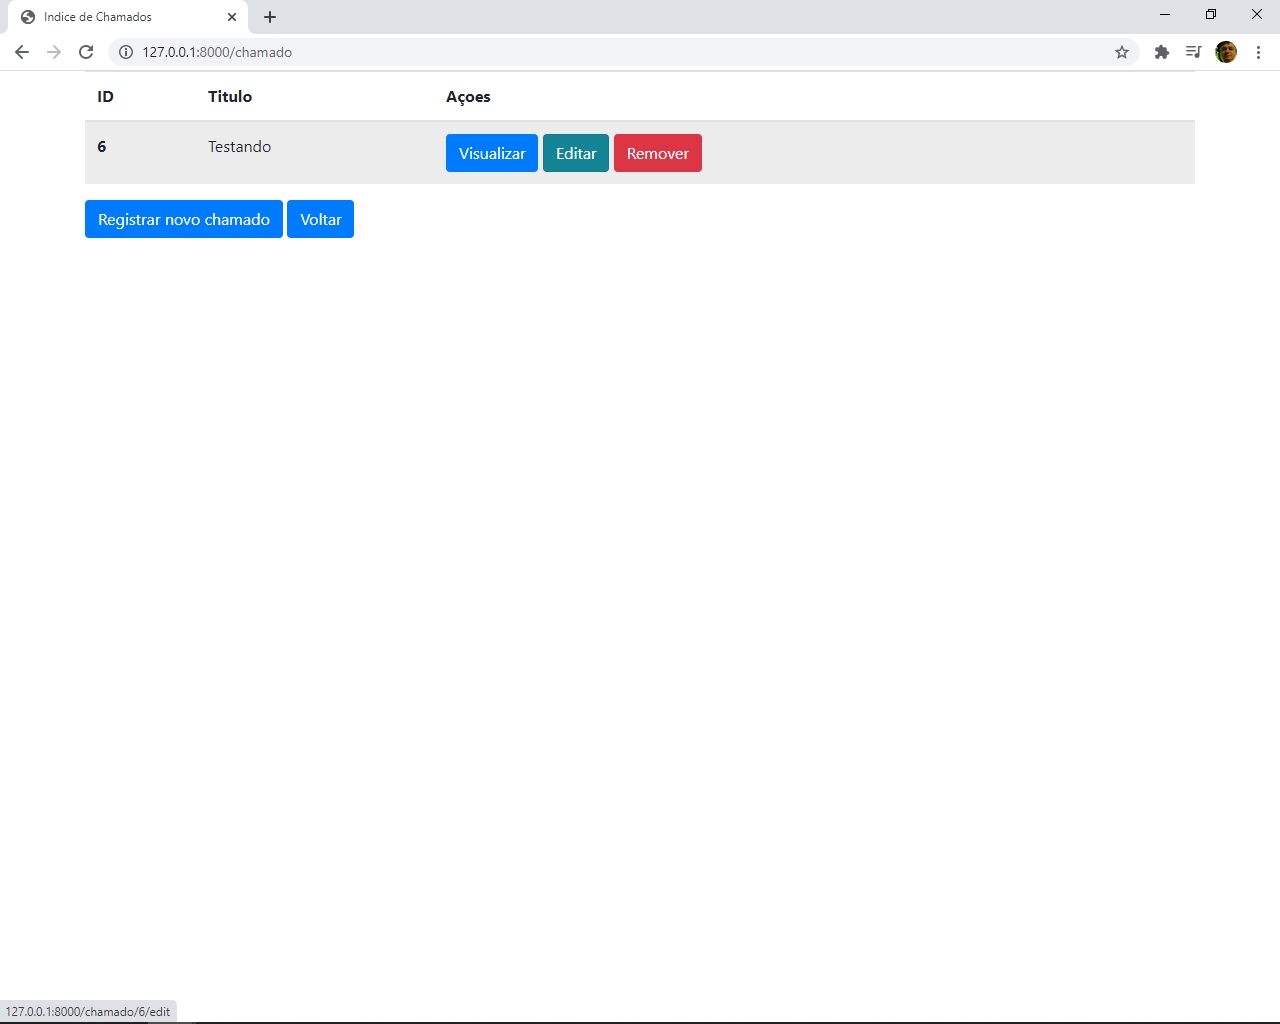 Indice de Chamados
127.0.0.1:8000/chamado
ID Titulo Açoes
6 Testando Visualizar Editar Remover
Registrar novo chamado Voltar
127.0.0.1:8000/chamado/6/edit